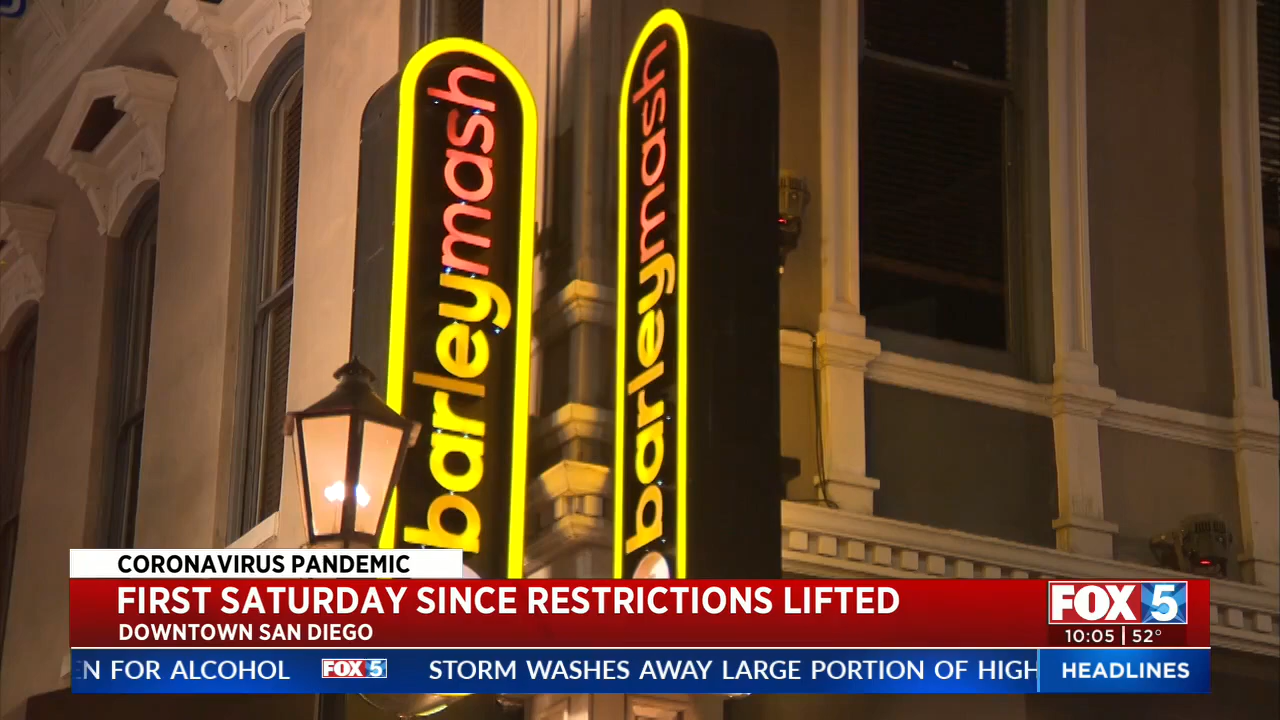 barleymash
barleymash
CORONAVIRUS PANDEMIC
FIRST SATURDAY SINCE RESTRICTIONS LIFTED
DOWNTOWN SAN DIEGO
FOX 5
10:05 | 52°
FOR ALCOHOL FOX 5 STORM WASHES AWAY LARGE PORTION OF HIGH
HEADLINES